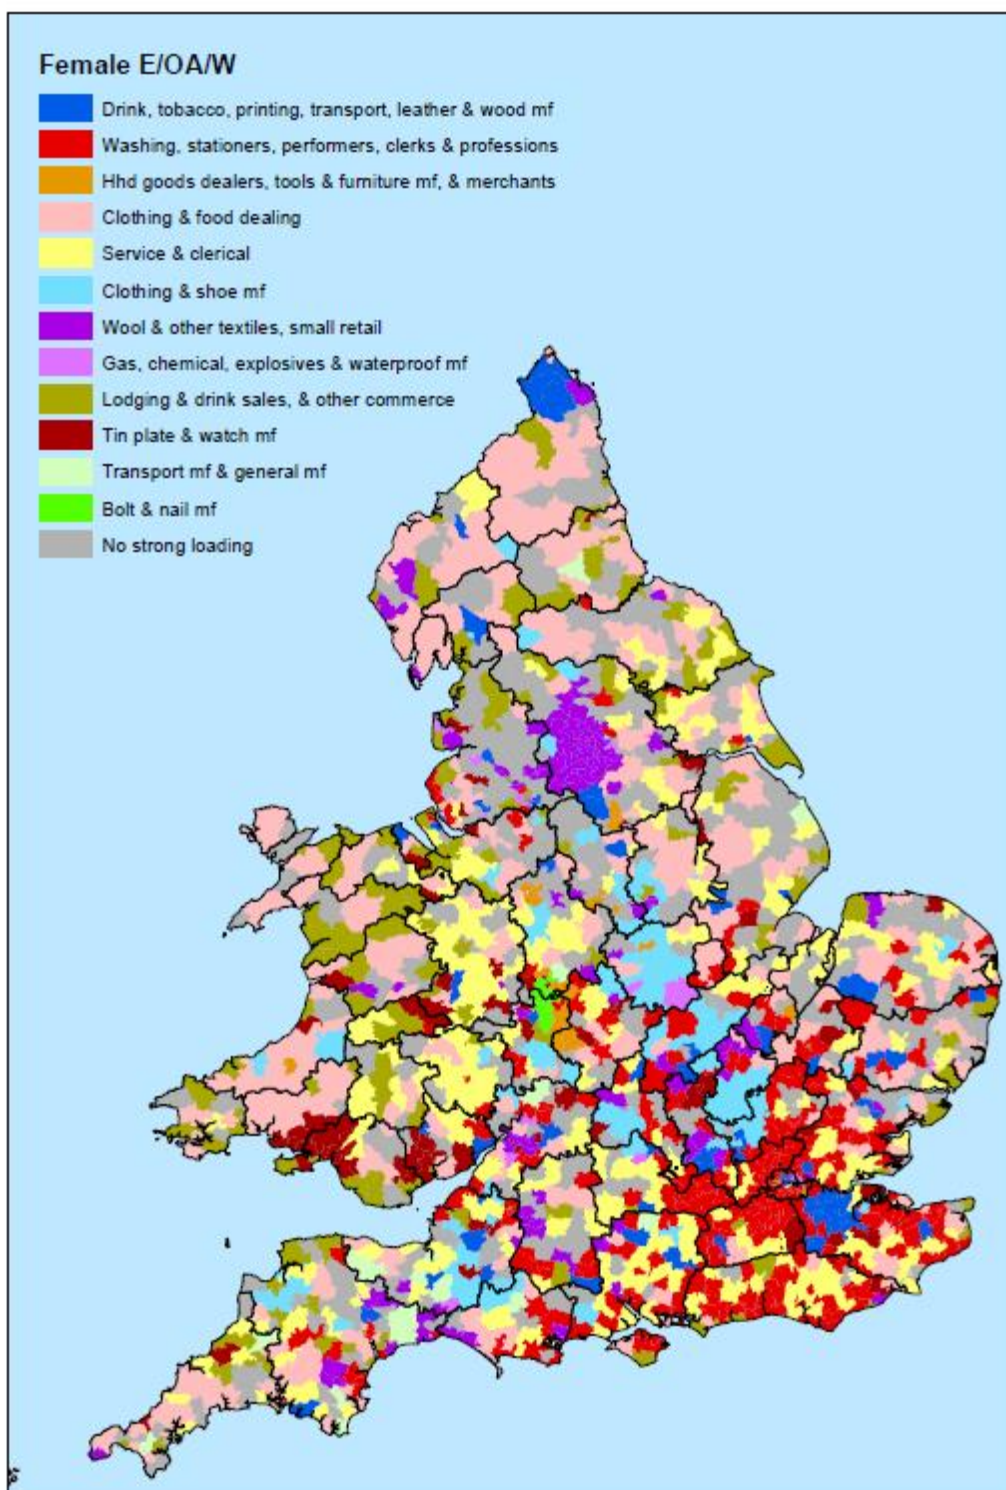 Female E/OA/W
Drink, tobacco, printing, transport, leather & wood mf
Washing, stationers, performers, clerks & professions
Hhd goods dealers, tools & furniture mf, & merchants
Clothing & food dealing
Service & clerical
Clothing & shoe mf
Wool & other textiles, small retail
Gas, chemical, explosives & waterproof mf
Lodging & drink sales, & other commerce
Tin plate & watch mf
Transport mf & general mf
Bolt & nail mf
No strong loading